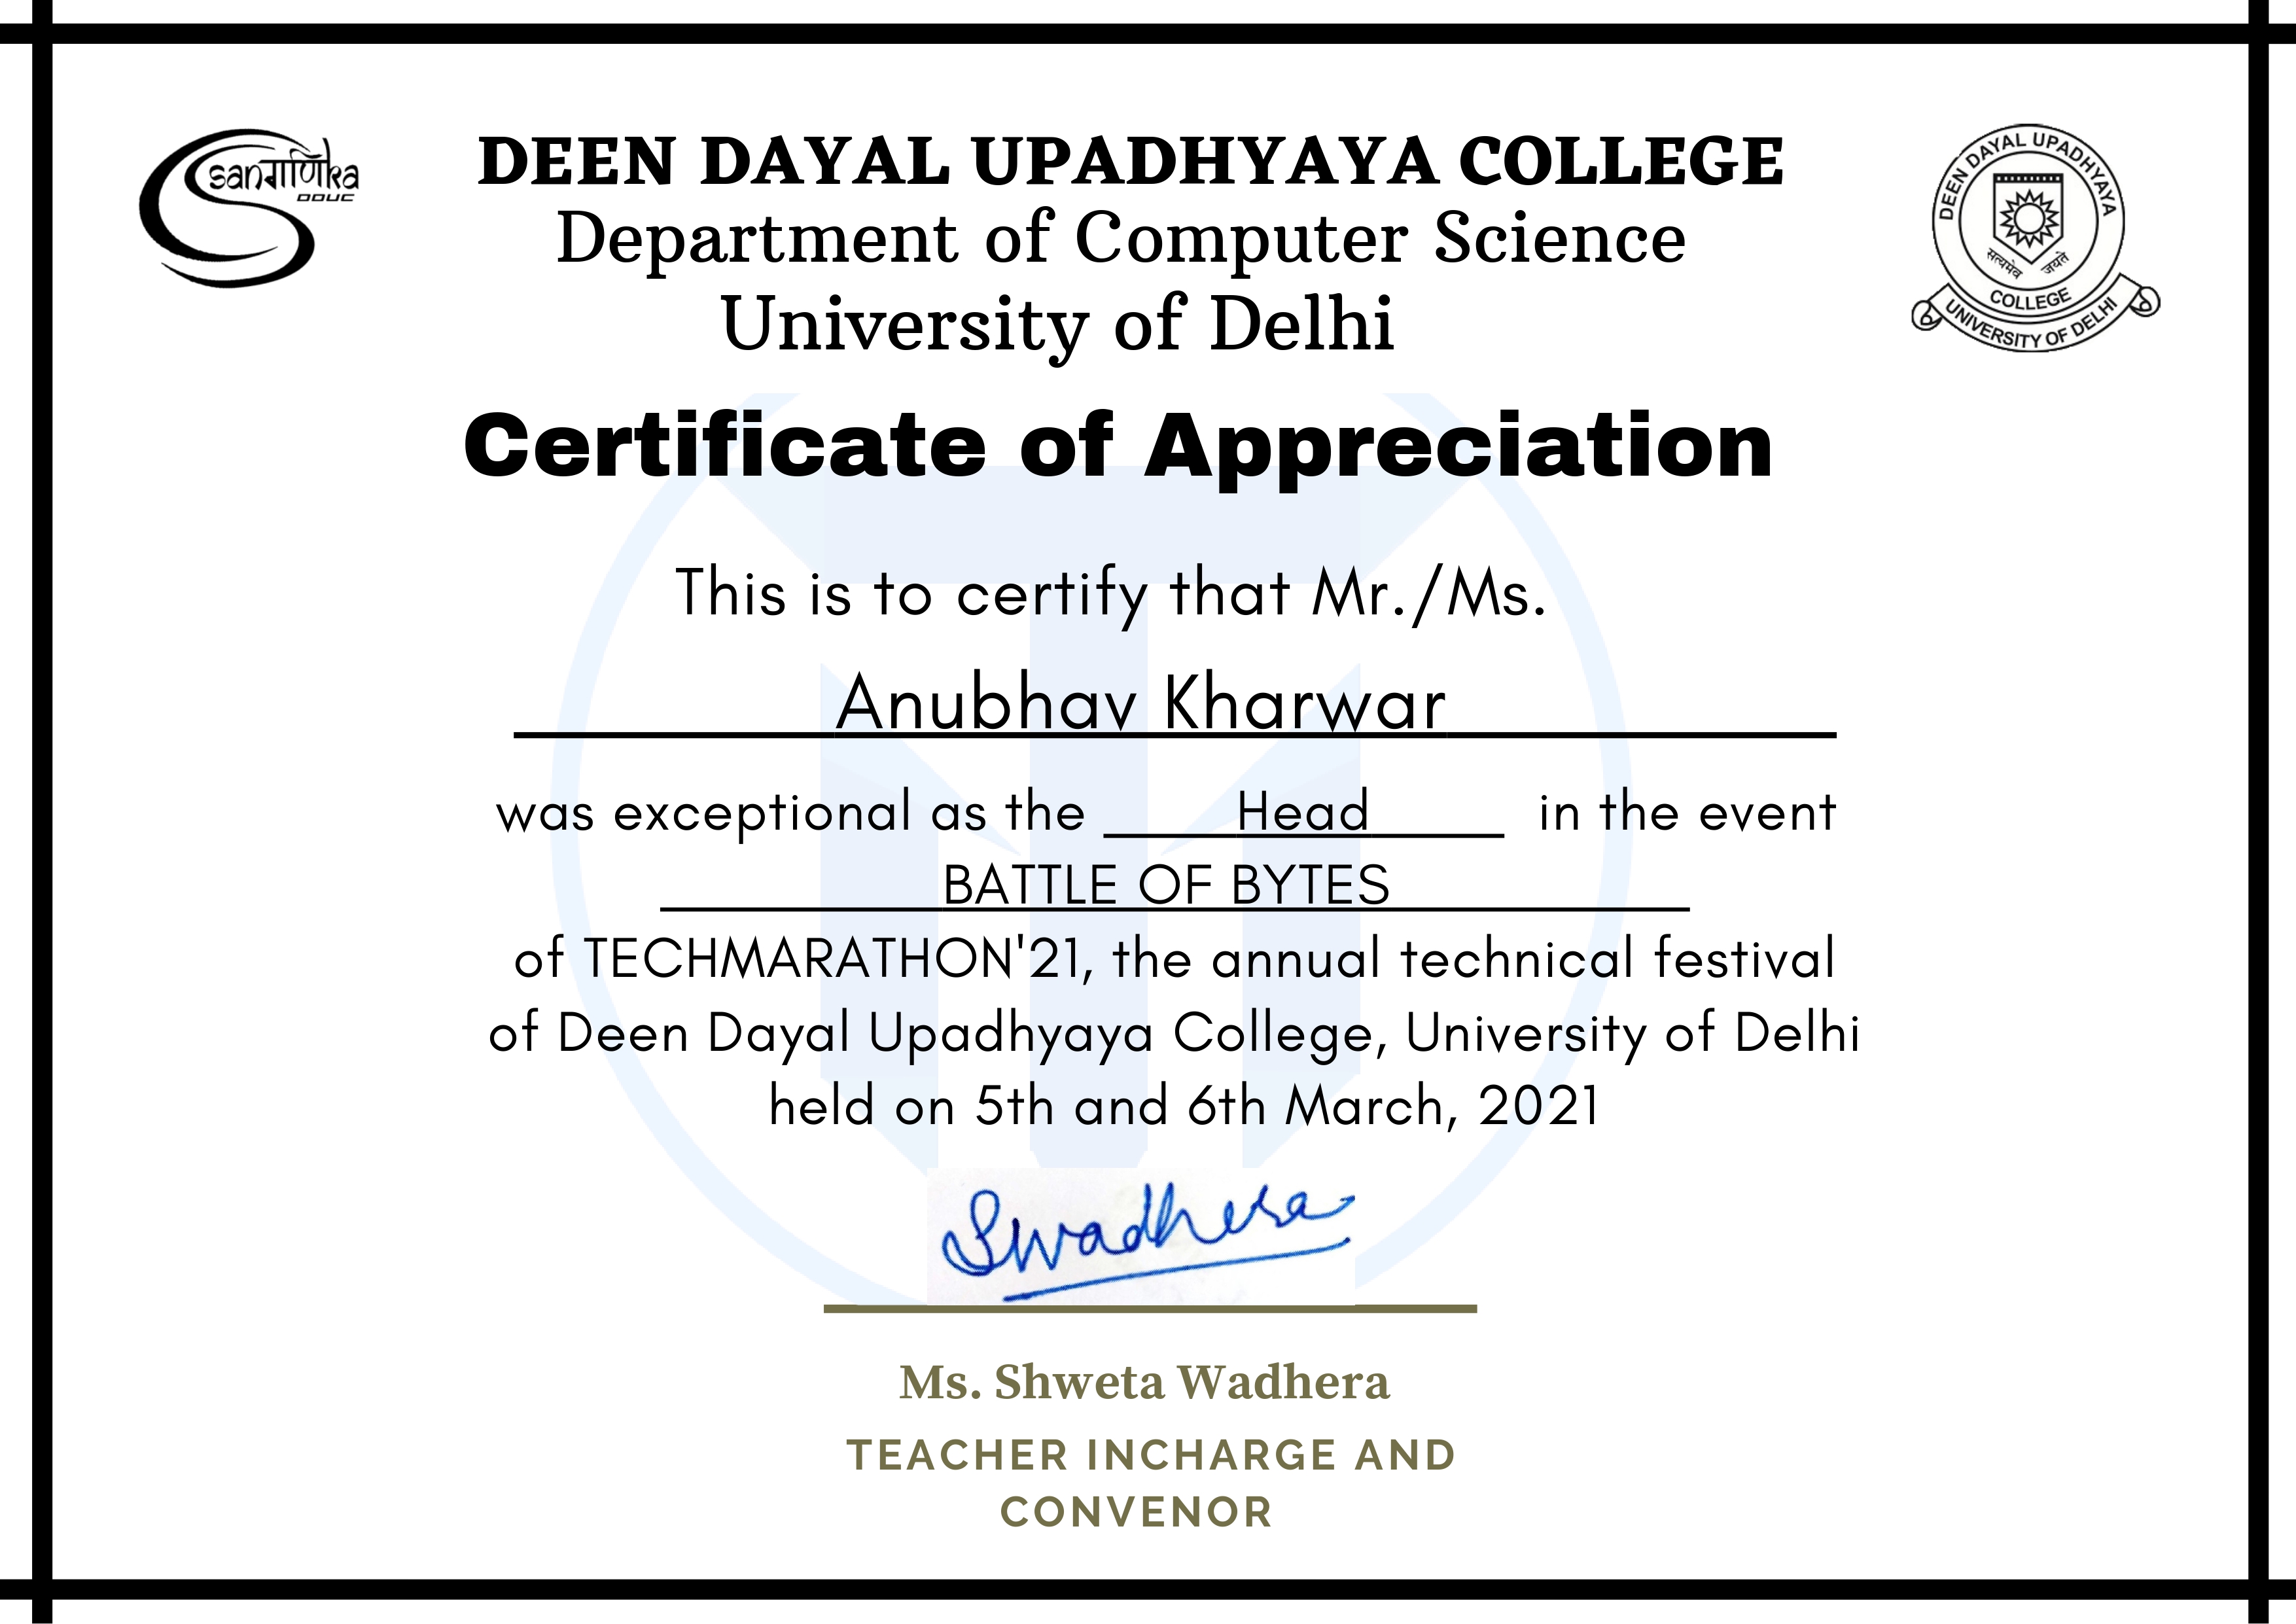 sanगणिka
DDUC
DEEN DAYAL UPADHYAYA COLLEGE
Department of Computer Science
University of Delhi
DEEN DAYAL UPADHYAYA
सत्यमेव जयते
COLLEGE
UNIVERSITY OF DELHI
Certificate of Appreciation
This is to certify that Mr./Ms.
Anubhav Kharwar
was exceptional as the Head in the event
BATTLE OF BYTES
of TECHMARATHON'21, the annual technical festival
of Deen Dayal Upadhyaya College, University of Delhi
held on 5th and 6th March, 2021
Swadhera
Ms. Shweta Wadhera
TEACHER INCHARGE AND
CONVENOR